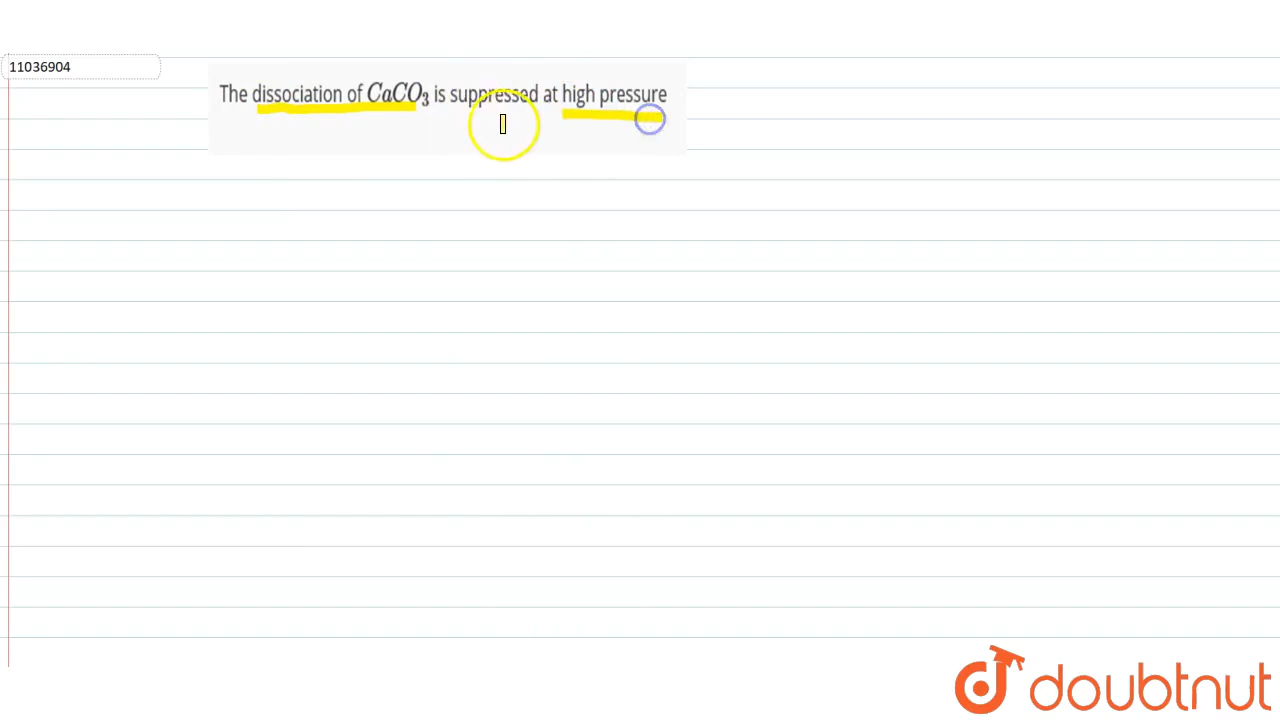 11036904
The dissociation of CaCO₃ is suppressed at high pressure
doubtnut